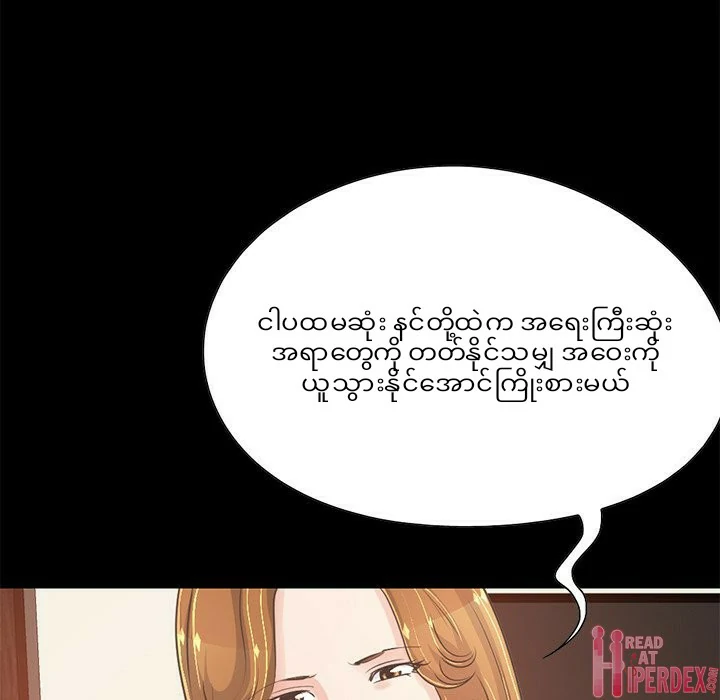 ငါပထမဆုံး နင်တို့ထဲက အရေးကြီးဆုံး
အရာတွေကို တတ်နိုင်သမျှ အဝေးကို
ယူသွားနိုင်အောင်ကြိုးစားမယ်
READ
AT
HIPERDEX.COM